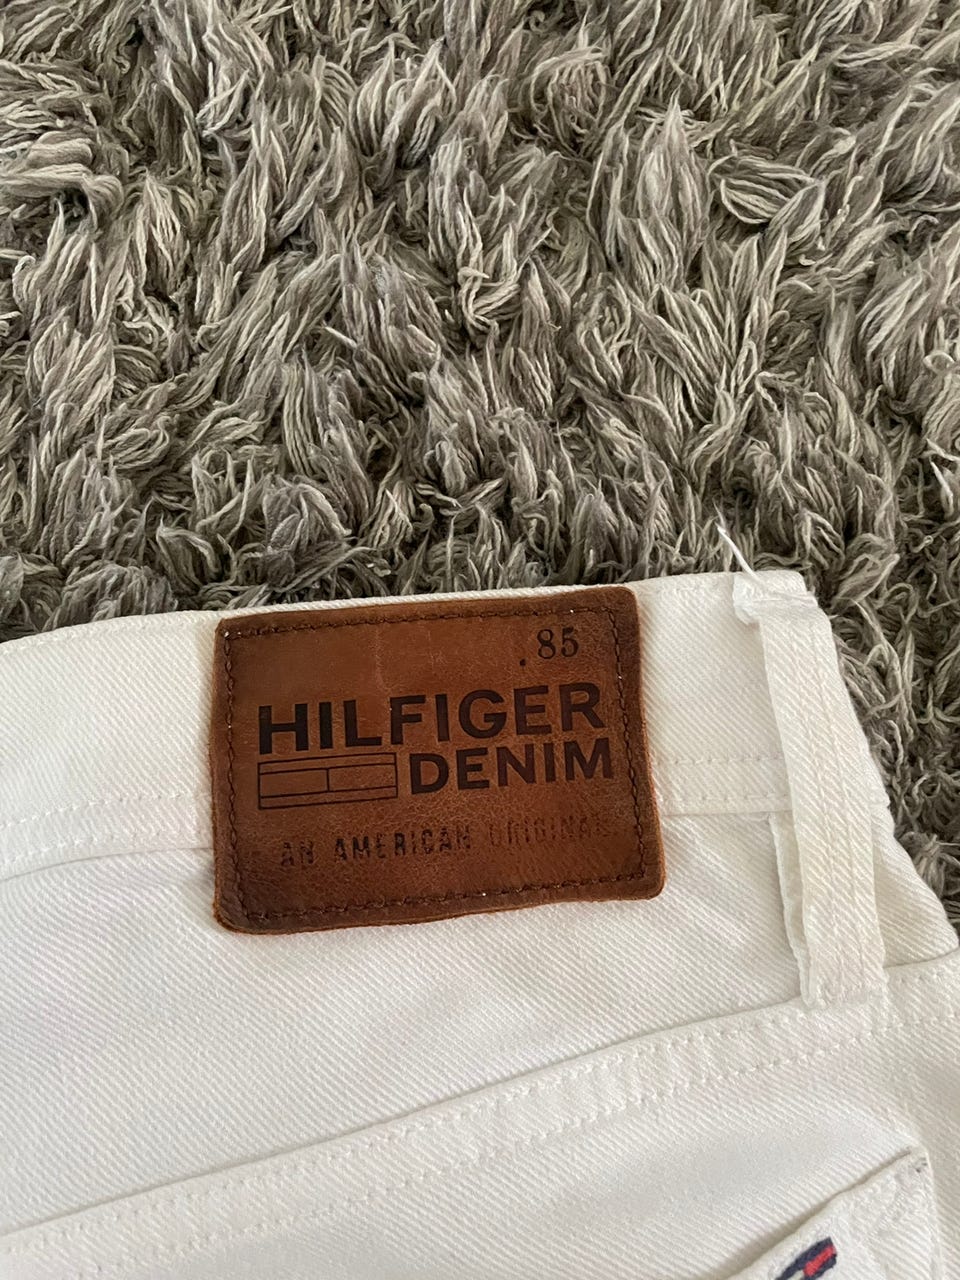 .85
HILFIGER
DENIM
AN AMERICAN ORIGINAL